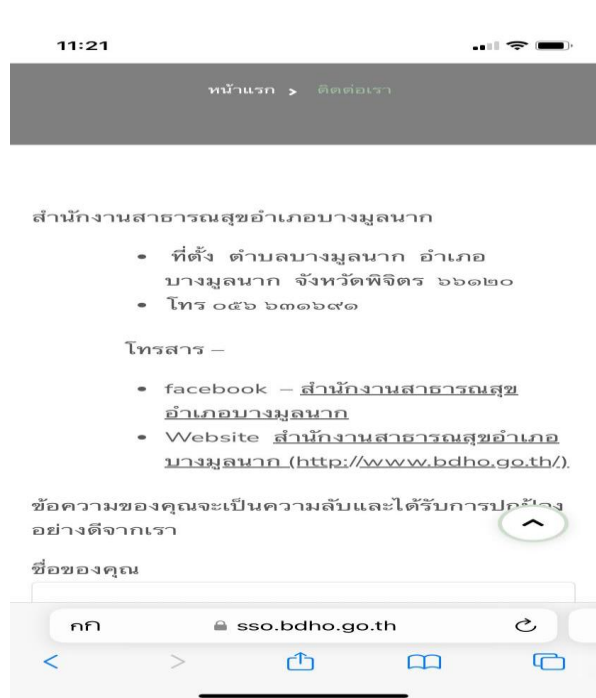 11:21
หน้าแรก > ติดต่อเรา
สำนักงานสาธารณสุขอำเภอบางมูลนาก
• ที่ตั้ง ตำบลบางมูลนาก อำเภอ
บางมูลนาก จังหวัดพิจิตร ๖๖๑๒๐
• โทร ๐๕๖ ๖๓๑๖๙๑
โทรสาร –
• facebook – สำนักงานสาธารณสุข
อำเภอบางมูลนาก
• Website สำนักงานสาธารณสุขอำเภอ
บางมูลนาก (http://www.bdho.go.th/)
ข้อความของคุณจะเป็นความลับและได้รับการปกป้อง
อย่างดีจากเรา
ชื่อของคุณ
กก sso.bdho.go.th